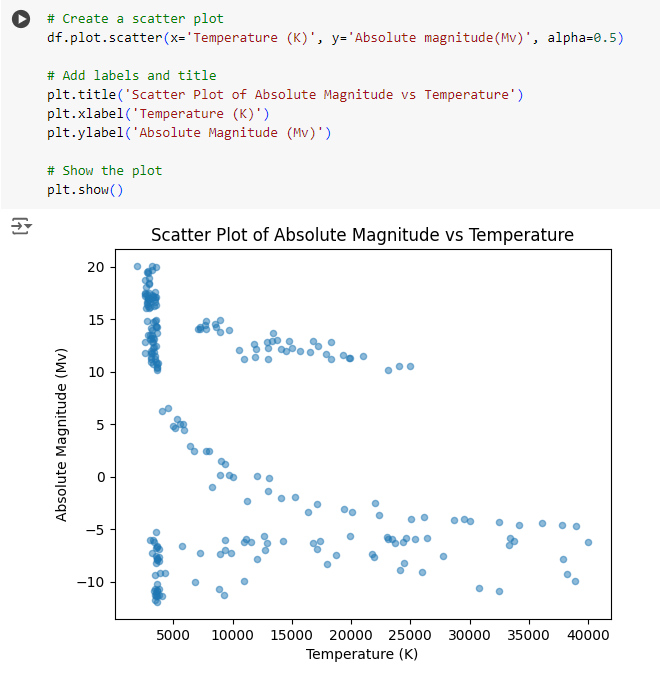 # Create a scatter plot
df.plot.scatter(x='Temperature (K)', y='Absolute magnitude(Mv)', alpha=0.5)
# Add labels and title
plt.title('Scatter Plot of Absolute Magnitude vs Temperature')
plt.xlabel('Temperature (K)')
plt.ylabel('Absolute Magnitude (Mv)')
# Show the plot
plt.show()
Scatter Plot of Absolute Magnitude vs Temperature
Absolute Magnitude (Mv)
20
15
10
5
0
−5
−10
5000 10000 15000 20000 25000 30000 35000 40000
Temperature (K)